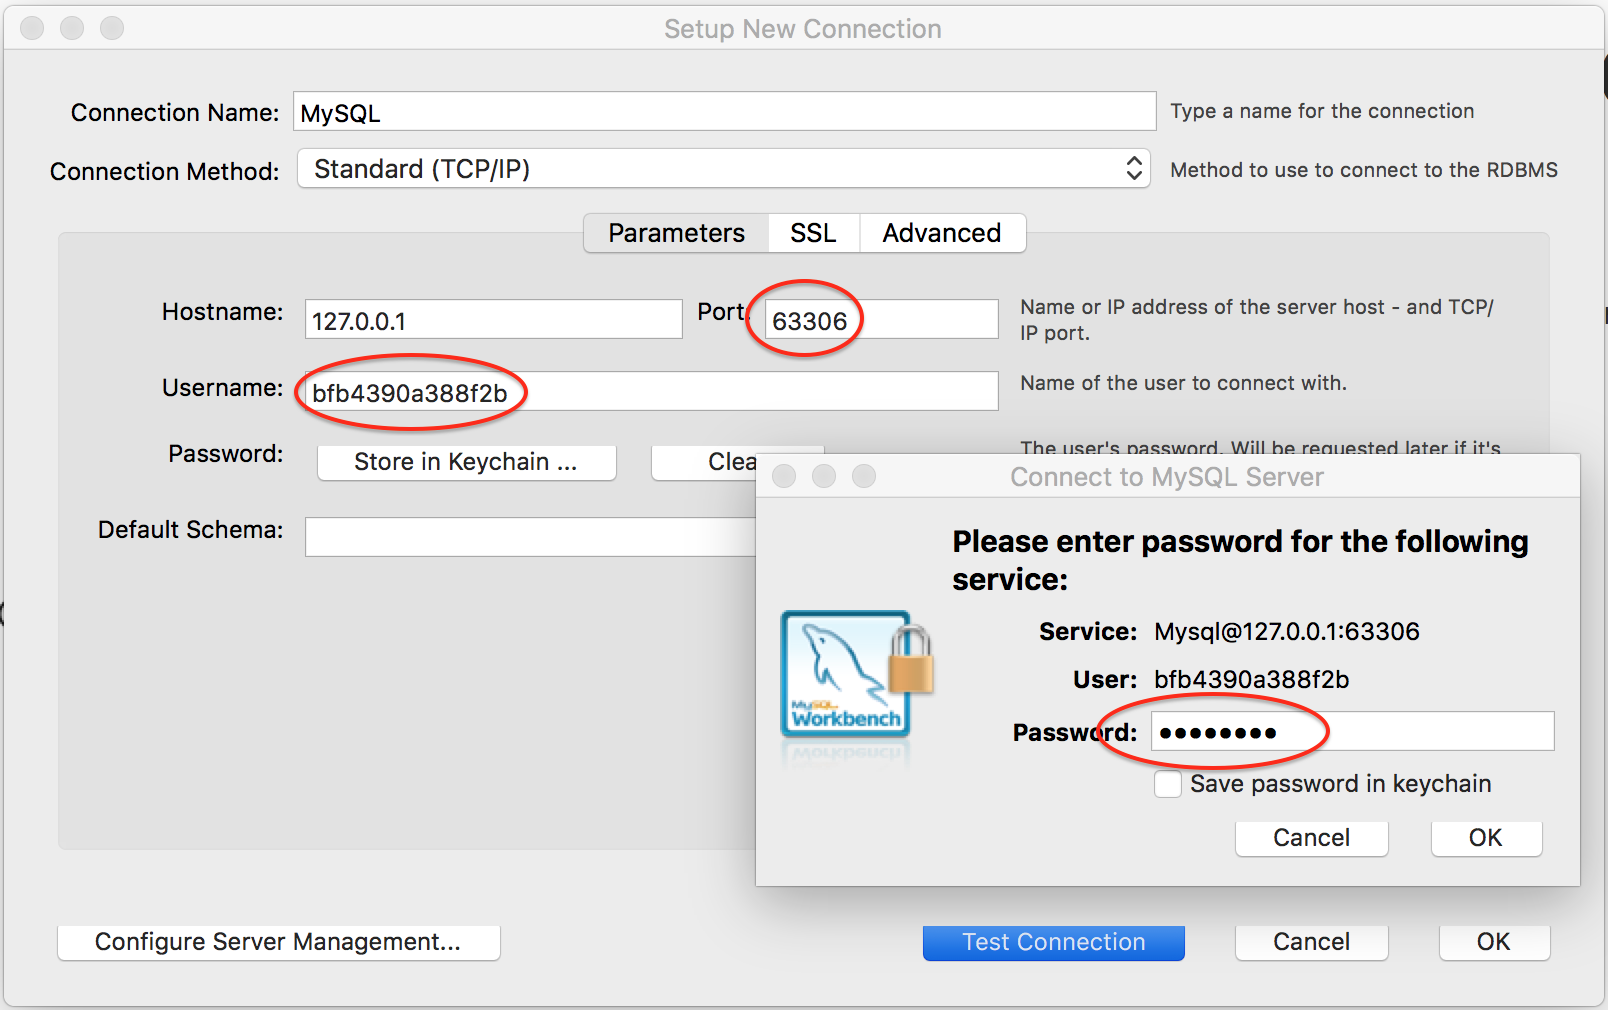 Setup New Connection
Connection Name:
MySQL
Type a name for the connection
Connection Method:
Standard (TCP/IP)
Method to use to connect to the RDBMS
Parameters
SSL
Advanced
Hostname:
127.0.0.1
Port:
63306
Name or IP address of the server host - and TCP/
IP port.
Username:
bfb4390a388f2b
Name of the user to connect with.
Password:
Store in Keychain ...
Clea
The user's password. Will be requested later if it's
Default Schema:
Connect to MySQL Server
Please enter password for the following
service:
Service:
Mysql@127.0.0.1:63306
User:
bfb4390a388f2b
Password:
••••••••
Save password in keychain
Cancel
OK
MySQL
Workbench
Configure Server Management...
Test Connection
Cancel
OK